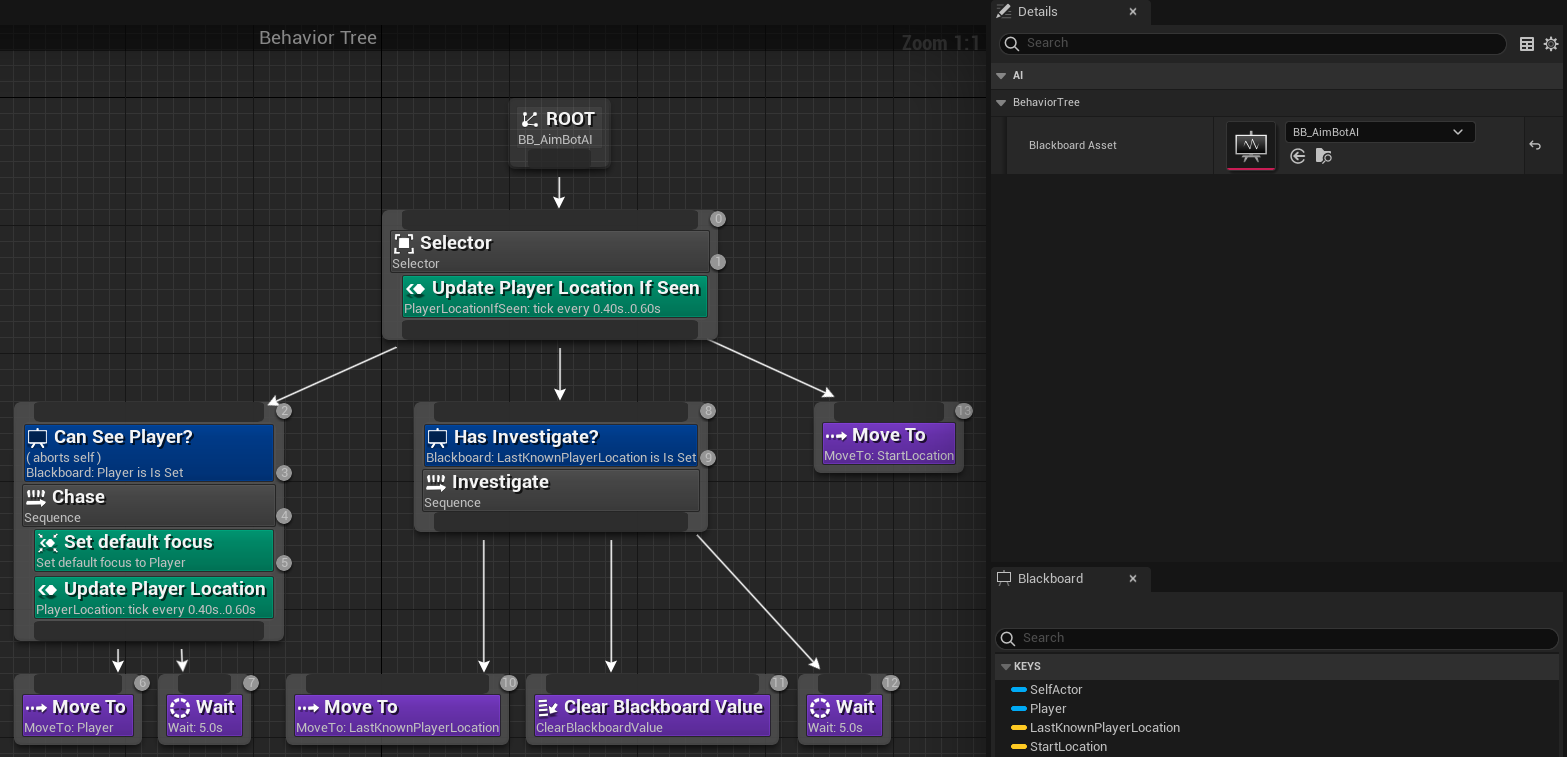 Behavior Tree
Zoom 1:1
ROOT
BB_AimBotAI
0
Selector
Selector
1
Update Player Location If Seen
PlayerLocationIfSeen: tick every 0.40s..0.60s
2
Can See Player?
( aborts self )
Blackboard: Player is Is Set
3
Chase
Sequence
4
Set default focus
Set default focus to Player
5
Update Player Location
PlayerLocation: tick every 0.40s..0.60s
8
Has Investigate?
Blackboard: LastKnownPlayerLocation is Is Set
9
Investigate
Sequence
13
Move To
MoveTo: StartLocation
6
Move To
MoveTo: Player
7
Wait
Wait: 5.0s
10
Move To
MoveTo: LastKnownPlayerLocation
11
Clear Blackboard Value
ClearBlackboardValue
12
Wait
Wait: 5.0s
Details
Search
AI
BehaviorTree
Blackboard Asset
BB_AimBotAI
Blackboard
Search
KEYS
SelfActor
Player
LastKnownPlayerLocation
StartLocation